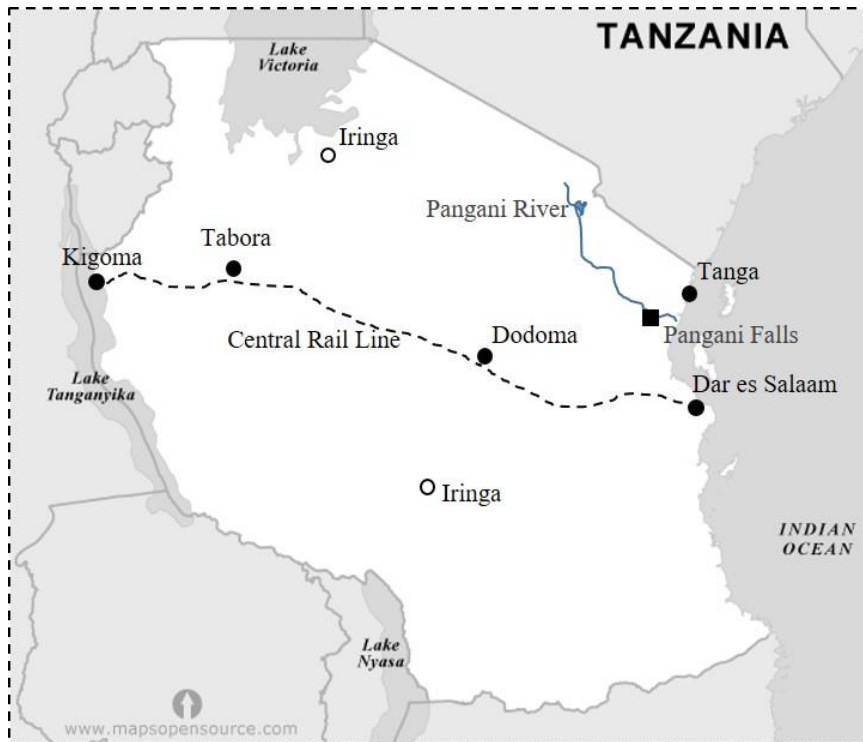 TANZANIA
Lake
Victoria
Iringa
Pangani River
Tabora
Kigoma
Tanga
Central Rail Line
Dodoma
Pangani Falls
Lake
Tanganyika
Dar es Salaam
Iringa
INDIAN
OCEAN
Lake
Nyasa
www.mapsopensource.com